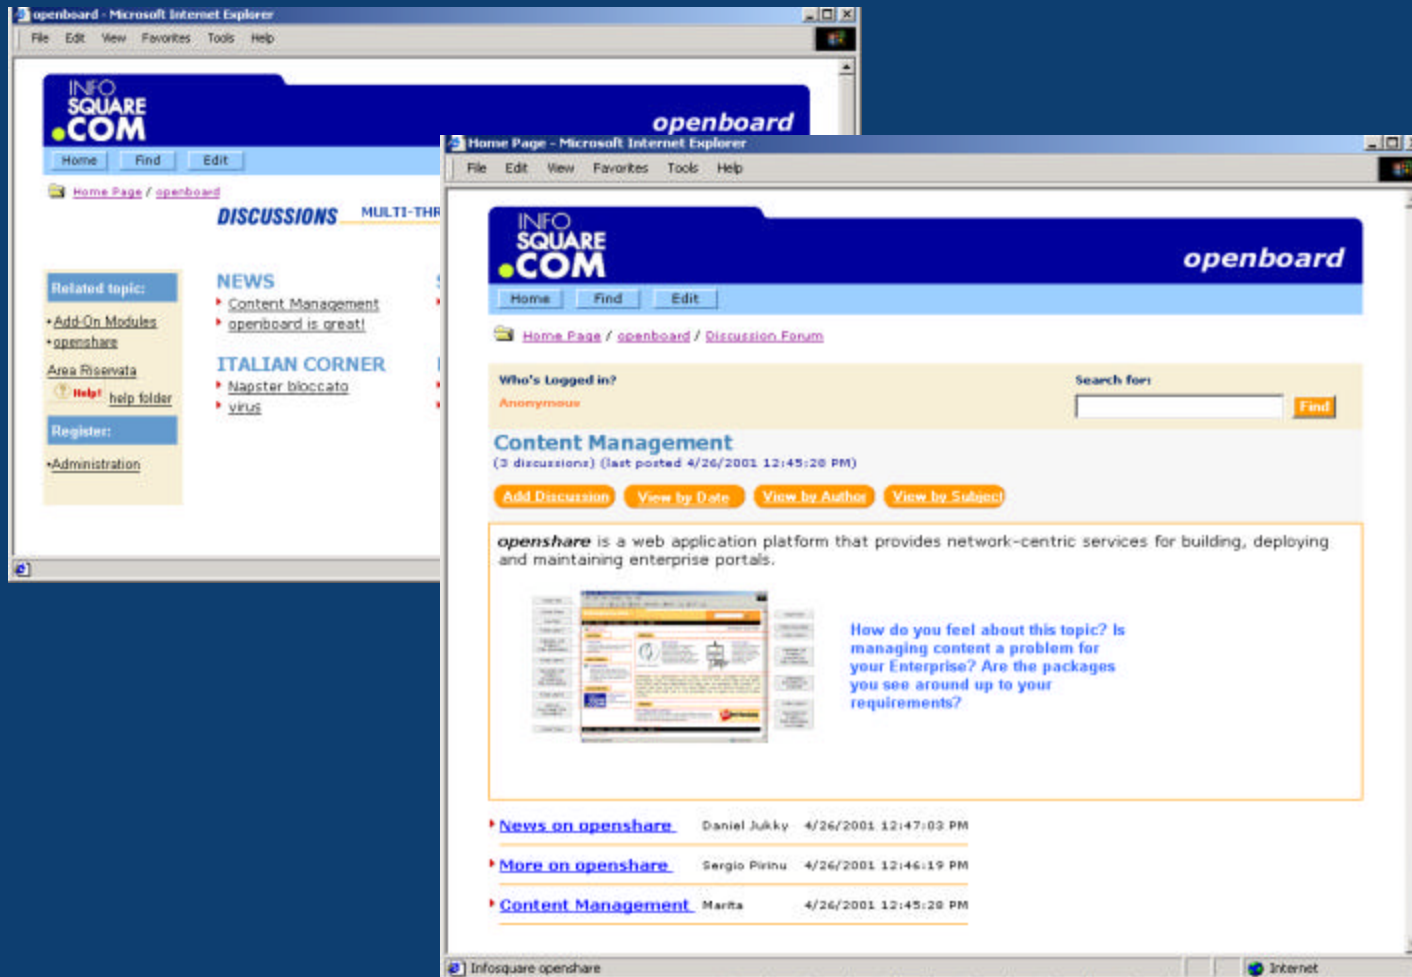 openboard - Microsoft Internet Explorer
File Edit View Favorites Tools Help
INFO
SQUARE
.COM
openboard
Home Find Edit
Home Page / openboard
DISCUSSIONS MULTI-THR
Related topic:
•Add-On Modules
•openshare
Area Riservata
Help! help folder
Register:
•Administration
NEWS
Content Management
openboard is great!
ITALIAN CORNER
Napster bloccato
virus
Home Page - Microsoft Internet Explorer
File Edit View Favorites Tools Help
INFO
SQUARE
.COM
openboard
Home Find Edit
Home Page / openboard / Discussion Forum
Who's Logged in? Search for:
Anonymous Find
Content Management
(3 discussions) (last posted 4/26/2001 12:45:28 PM)
Add Discussion View by Date View by Author View by Subject
openshare is a web application platform that provides network-centric services for building, deploying
and maintaining enterprise portals.
How do you feel about this topic? Is
managing content a problem for
your Enterprise? Are the packages
you see around up to your
requirements?
News on openshare Daniel Jukky 4/26/2001 12:47:03 PM
More on openshare Sergio Pirinu 4/26/2001 12:46:19 PM
Content Management Marita 4/26/2001 12:45:28 PM
Infosquare openshare Internet